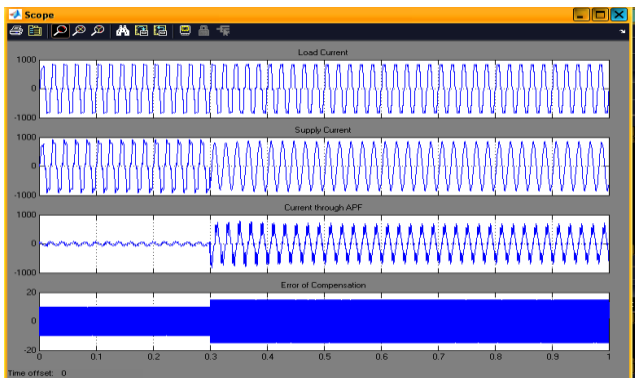 Scope
Load Current
1000
0
-1000
Supply Current
1000
0
-1000
Current through APF
1000
0
-1000
Error of Compensation
20
0
-20
0 0.1 0.2 0.3 0.4 0.5 0.6 0.7 0.8 0.9 1
Time offset: 0